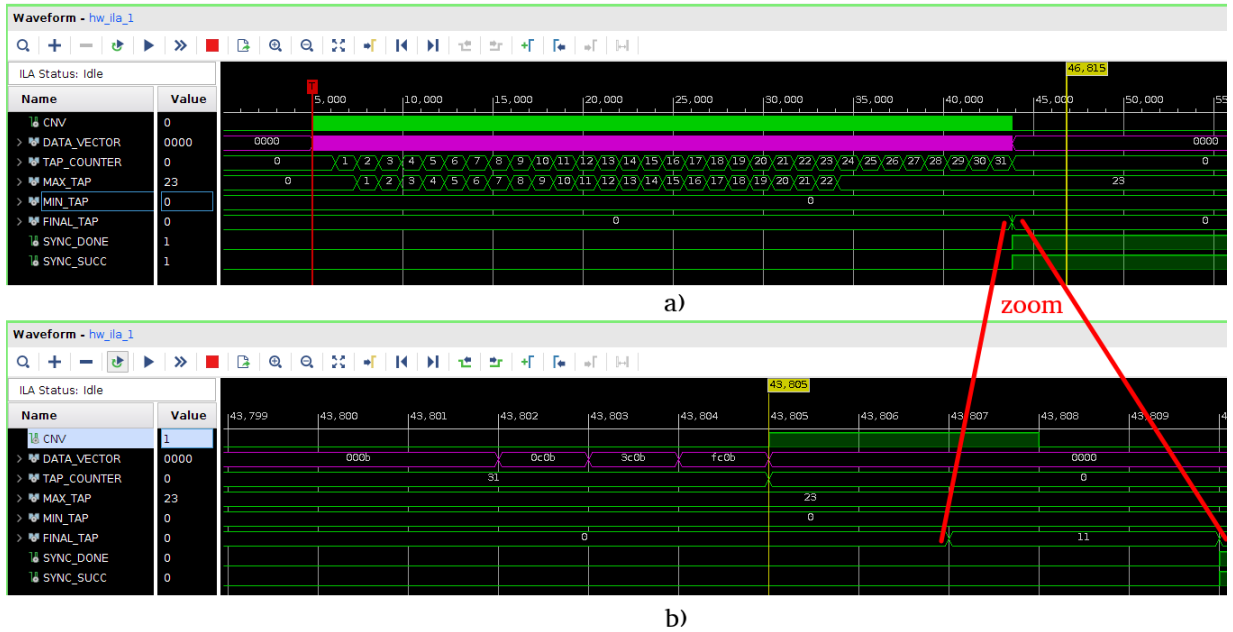 Waveform - hw_ila_1
ILA Status: Idle
46,815
Name Value
5,000 10,000 15,000 20,000 25,000 30,000 35,000 40,000 45,000 50,000 55
T
CNV 0
DATA_VECTOR 0000 0000 0000
TAP_COUNTER 0 0 1 2 3 4 5 6 7 8 9 10 11 12 13 14 15 16 17 18 19 20 21 22 23 24 25 26 27 28 29 30 31 0
MAX_TAP 23 0 1 2 3 4 5 6 7 8 9 10 11 12 13 14 15 16 17 18 19 20 21 22 23
MIN_TAP 0 0
FINAL_TAP 0 0 0
SYNC_DONE 1
SYNC_SUCC 1
a)
zoom
Waveform - hw_ila_1
ILA Status: Idle
43,805
Name Value
43,799 43,800 43,801 43,802 43,803 43,804 43,805 43,806 43,807 43,808 43,809 4
CNV 1
DATA_VECTOR 0000 000b 0c0b 3c0b fc0b 0000
TAP_COUNTER 0 31 0
MAX_TAP 23 23
MIN_TAP 0 0
FINAL_TAP 0 0 11
SYNC_DONE 0
SYNC_SUCC 0
b)